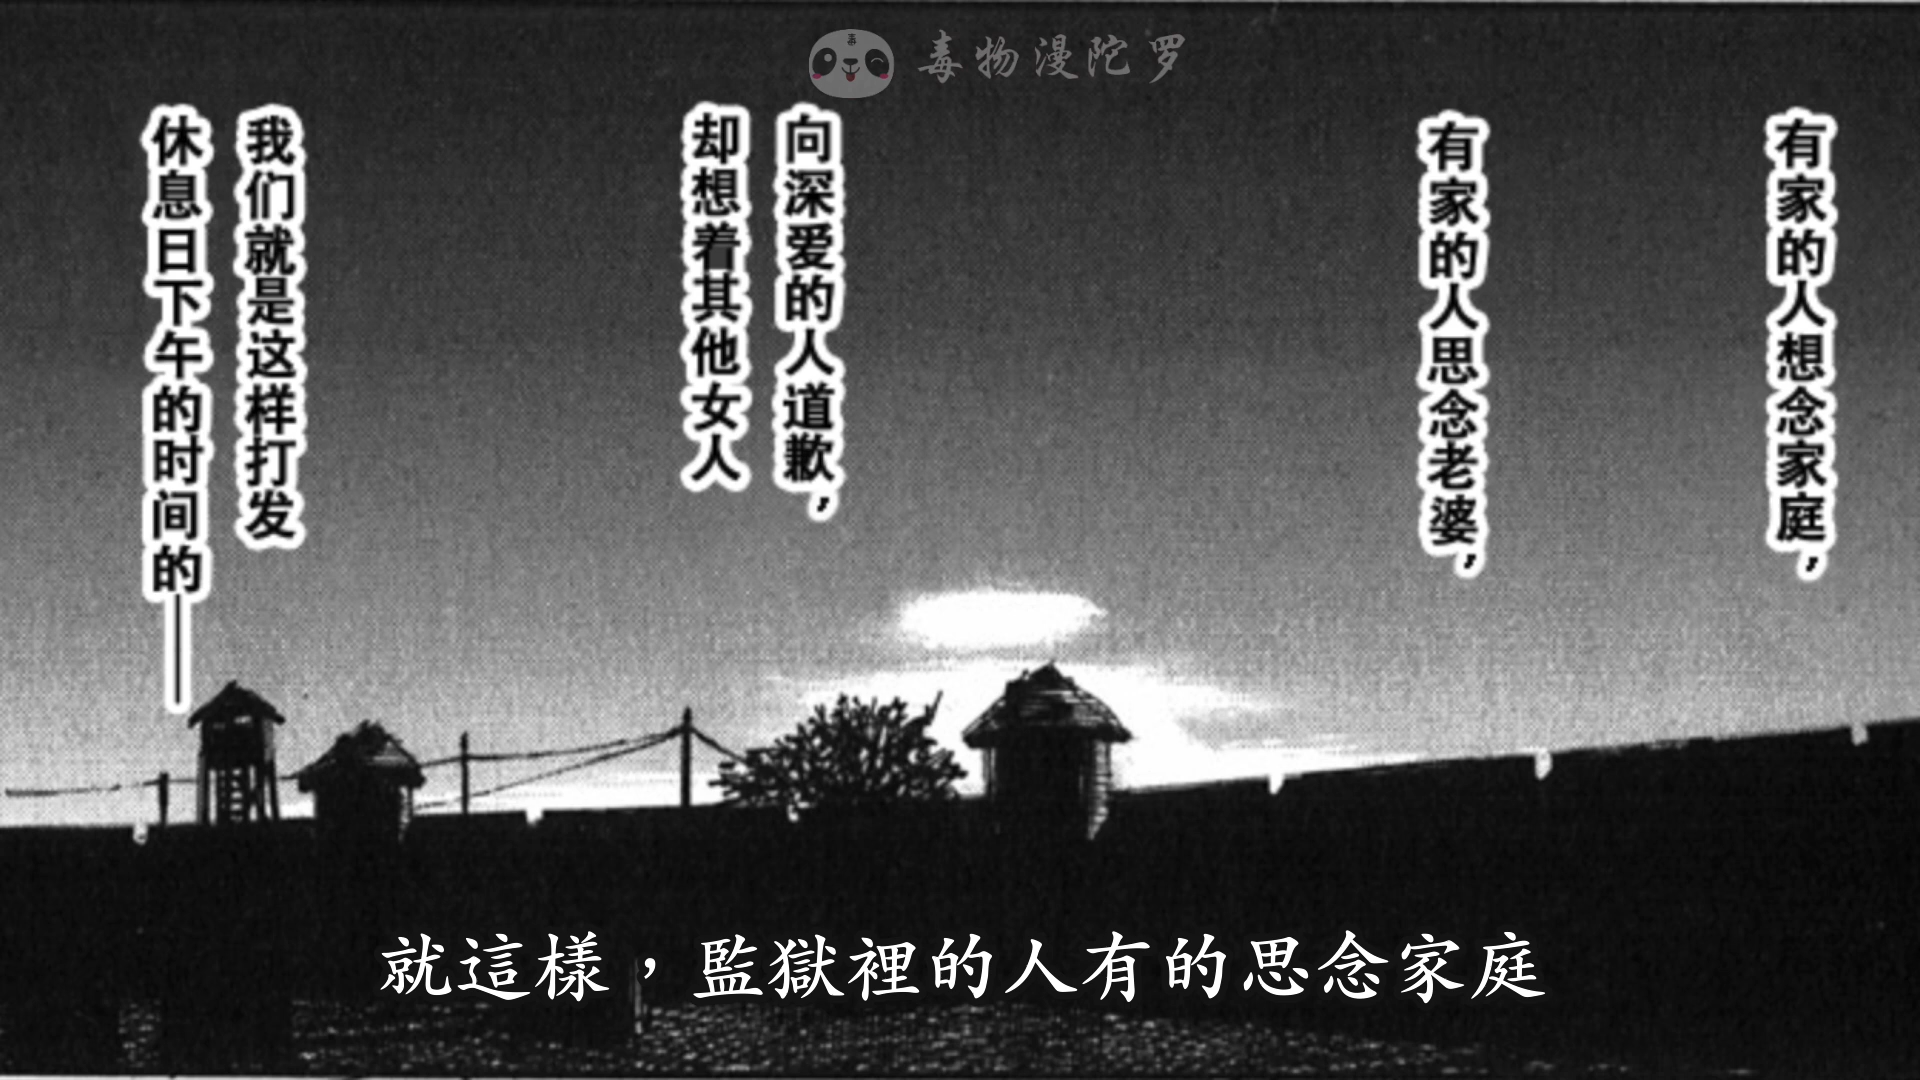 毒物漫陀罗
有家的人想念家庭，
有家的人思念老婆，
向深爱的人道歉，
却想着其他女人
我们就是这样打发
休息日下午的时间的——
就這樣，監獄裡的人有的思念家庭